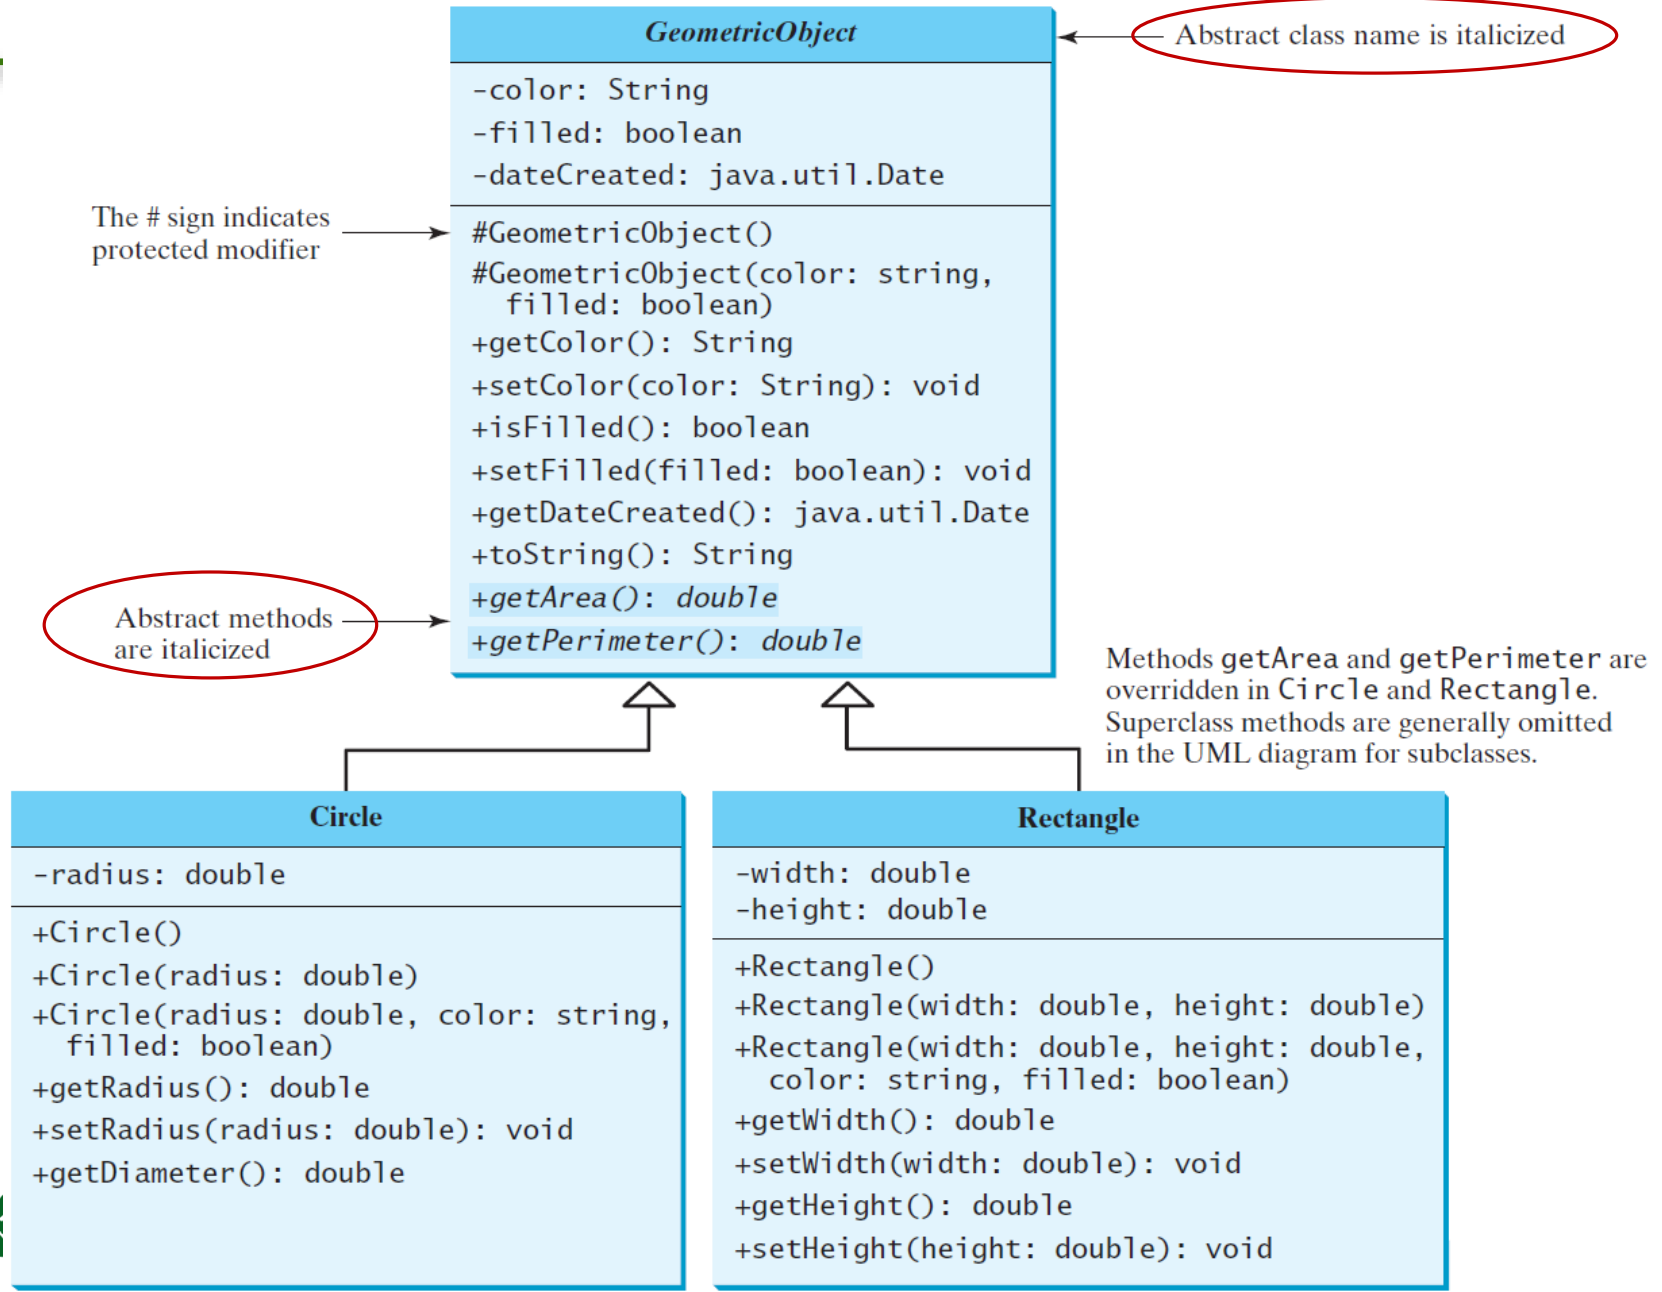 GeometricObject
Abstract class name is italicized
-color: String
-filled: boolean
-dateCreated: java.util.Date
The # sign indicates
protected modifier
#GeometricObject()
#GeometricObject(color: string,
filled: boolean)
+getColor(): String
+setColor(color: String): void
+isFilled(): boolean
+setFilled(filled: boolean): void
+getDateCreated(): java.util.Date
+toString(): String
+getArea(): double
+getPerimeter(): double
Abstract methods
are italicized
Methods getArea and getPerimeter are
overridden in Circle and Rectangle.
Superclass methods are generally omitted
in the UML diagram for subclasses.
Circle
-radius: double
+Circle()
+Circle(radius: double)
+Circle(radius: double, color: string,
filled: boolean)
+getRadius(): double
+setRadius(radius: double): void
+getDiameter(): double
Rectangle
-width: double
-height: double
+Rectangle()
+Rectangle(width: double, height: double)
+Rectangle(width: double, height: double,
color: string, filled: boolean)
+getWidth(): double
+setWidth(width: double): void
+getHeight(): double
+setHeight(height: double): void